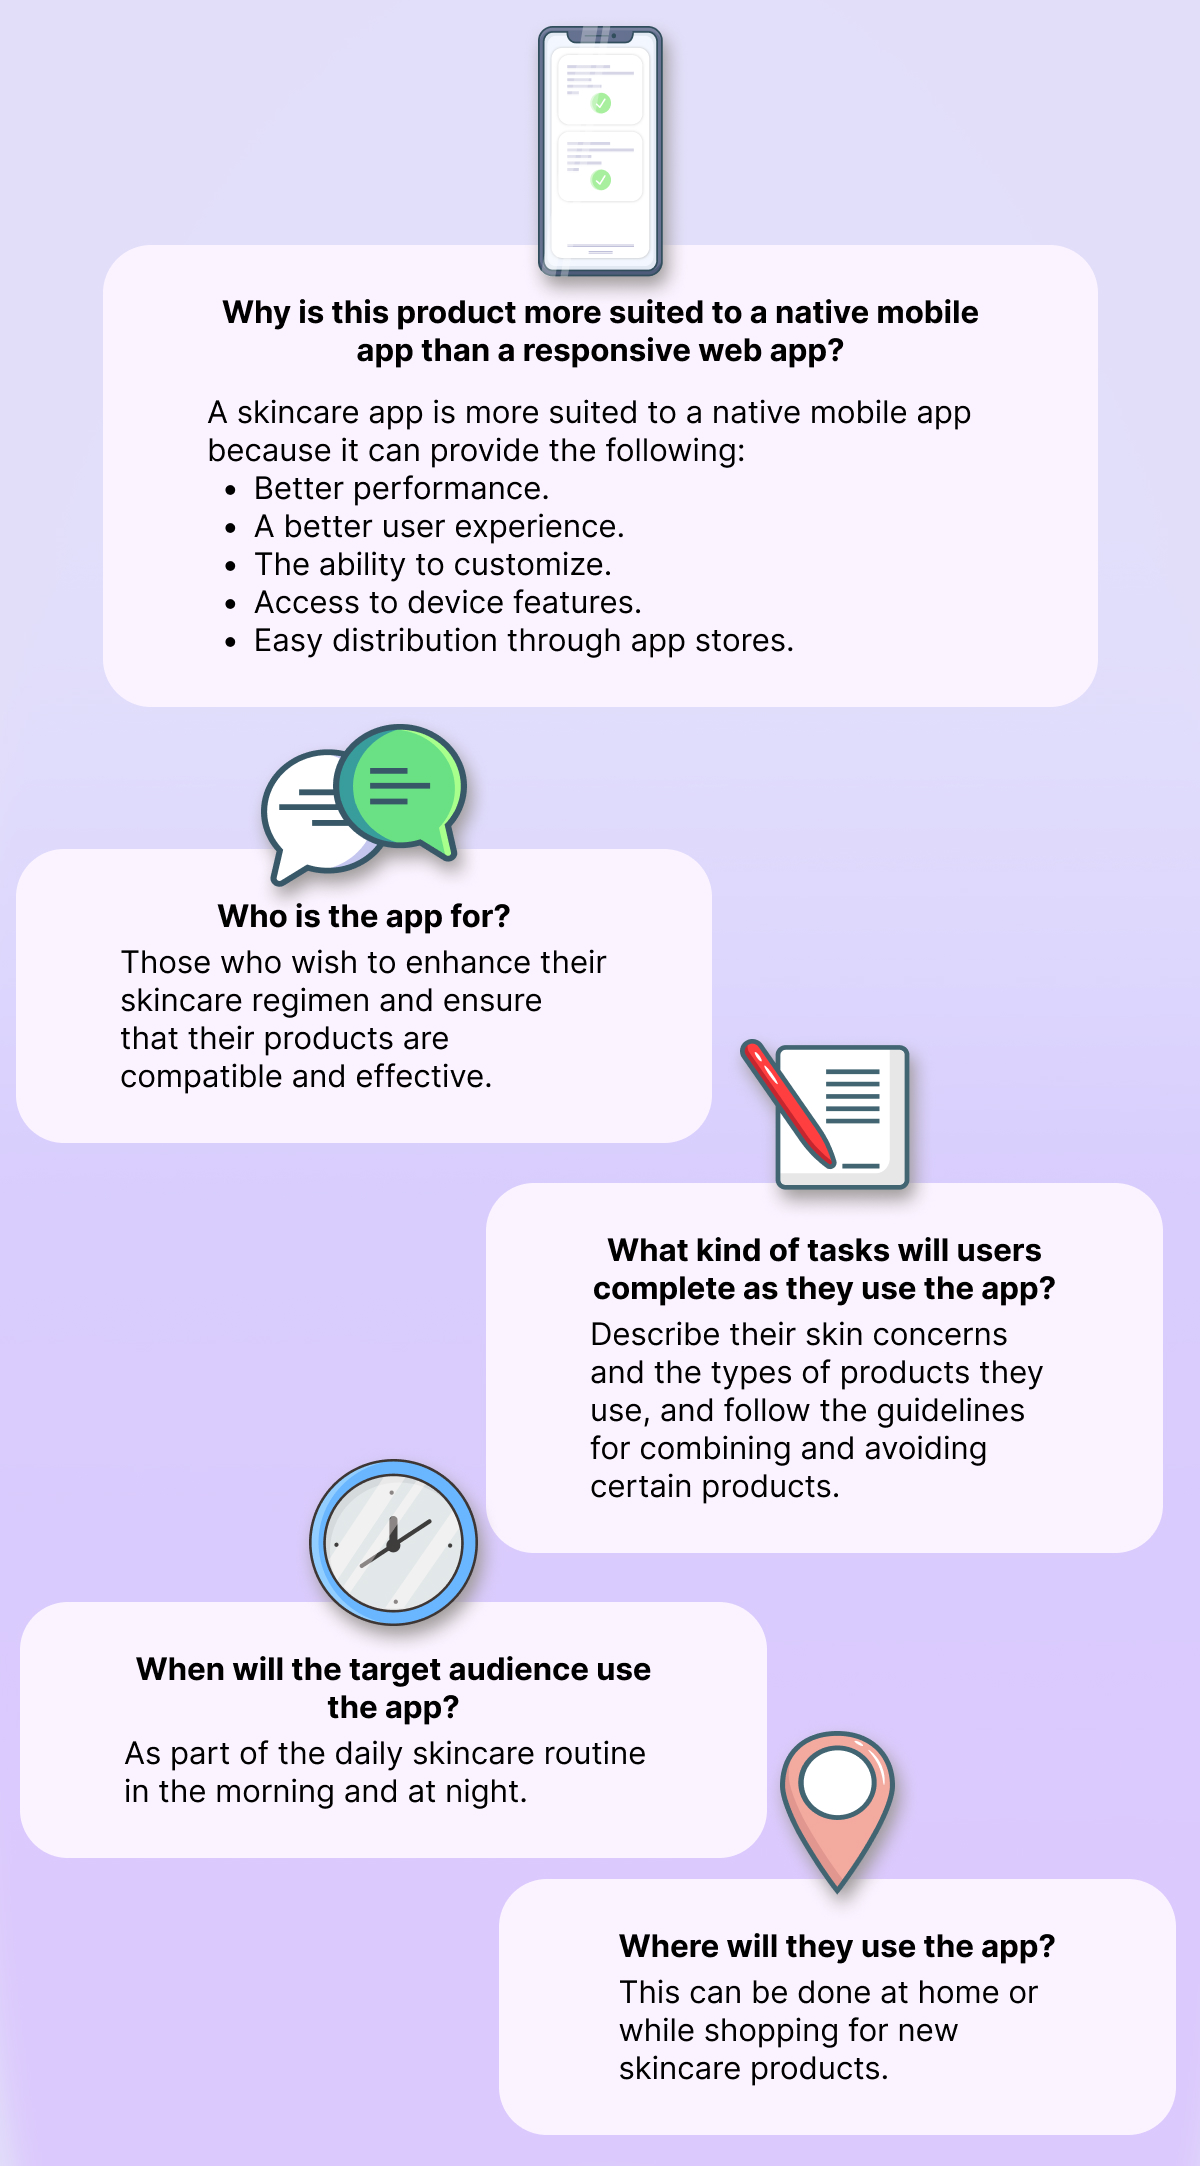 Why is this product more suited to a native mobile
app than a responsive web app?
A skincare app is more suited to a native mobile app
because it can provide the following:
• Better performance.
• A better user experience.
• The ability to customize.
• Access to device features.
• Easy distribution through app stores.
Who is the app for?
Those who wish to enhance their
skincare regimen and ensure
that their products are
compatible and effective.
What kind of tasks will users
complete as they use the app?
Describe their skin concerns
and the types of products they
use, and follow the guidelines
for combining and avoiding
certain products.
When will the target audience use
the app?
As part of the daily skincare routine
in the morning and at night.
Where will they use the app?
This can be done at home or
while shopping for new
skincare products.